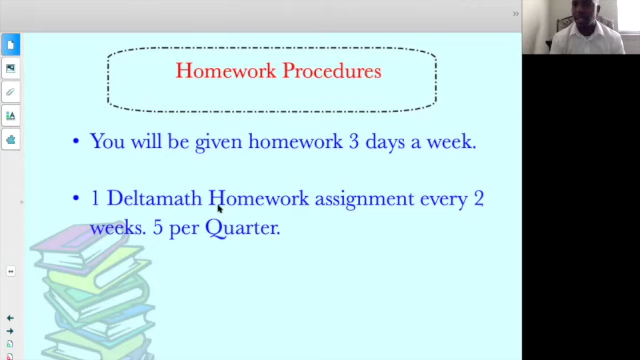 Homework Procedures
• You will be given homework 3 days a week.
• 1 Deltamath Homework assignment every 2
weeks. 5 per Quarter.